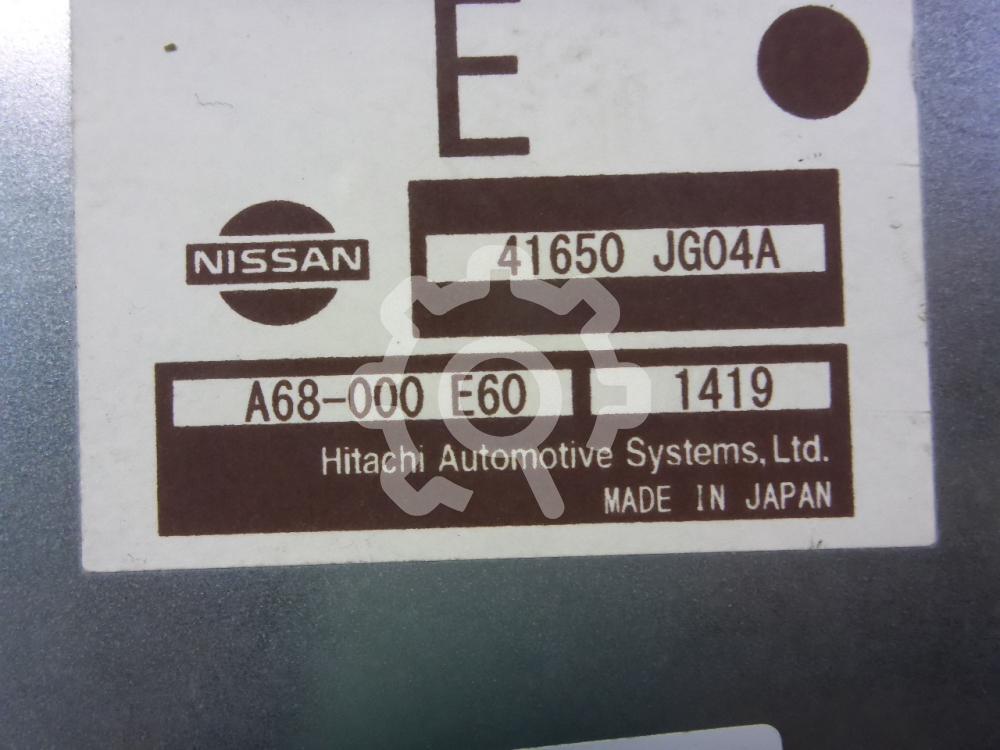 E
NISSAN
41650 JG04A
A68-000 E60 1419
Hitachi Automotive Systems, Ltd.
MADE IN JAPAN